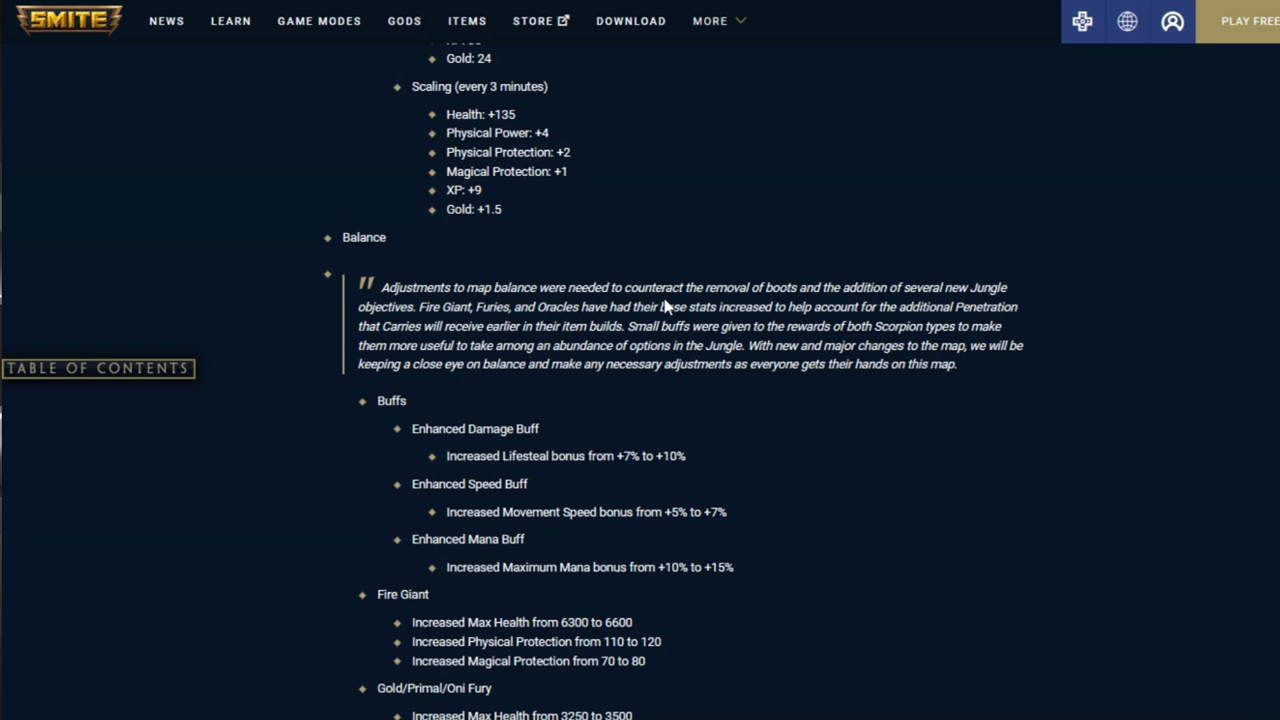 SMITE NEWS LEARN GAME MODES GODS ITEMS STORE DOWNLOAD MORE PLAY FREE
Gold: 24
Scaling (every 3 minutes)
Health: +135
Physical Power: +4
Physical Protection: +2
Magical Protection: +1
XP: +9
Gold: +1.5
Balance
" Adjustments to map balance were needed to counteract the removal of boots and the addition of several new Jungle
objectives. Fire Giant, Furies, and Oracles have had their base stats increased to help account for the additional Penetration
that Carries will receive earlier in their item builds. Small buffs were given to the rewards of both Scorpion types to make
them more useful to take among an abundance of options in the Jungle. With new and major changes to the map, we will be
TABLE OF CONTENTS
keeping a close eye on balance and make any necessary adjustments as everyone gets their hands on this map.
Buffs
Enhanced Damage Buff
Increased Lifesteal bonus from +7% to +10%
Enhanced Speed Buff
Increased Movement Speed bonus from +5% to +7%
Enhanced Mana Buff
Increased Maximum Mana bonus from +10% to +15%
Fire Giant
Increased Max Health from 6300 to 6600
Increased Physical Protection from 110 to 120
Increased Magical Protection from 70 to 80
Gold/Primal/Oni Fury
Increased Max Health from 3250 to 3500